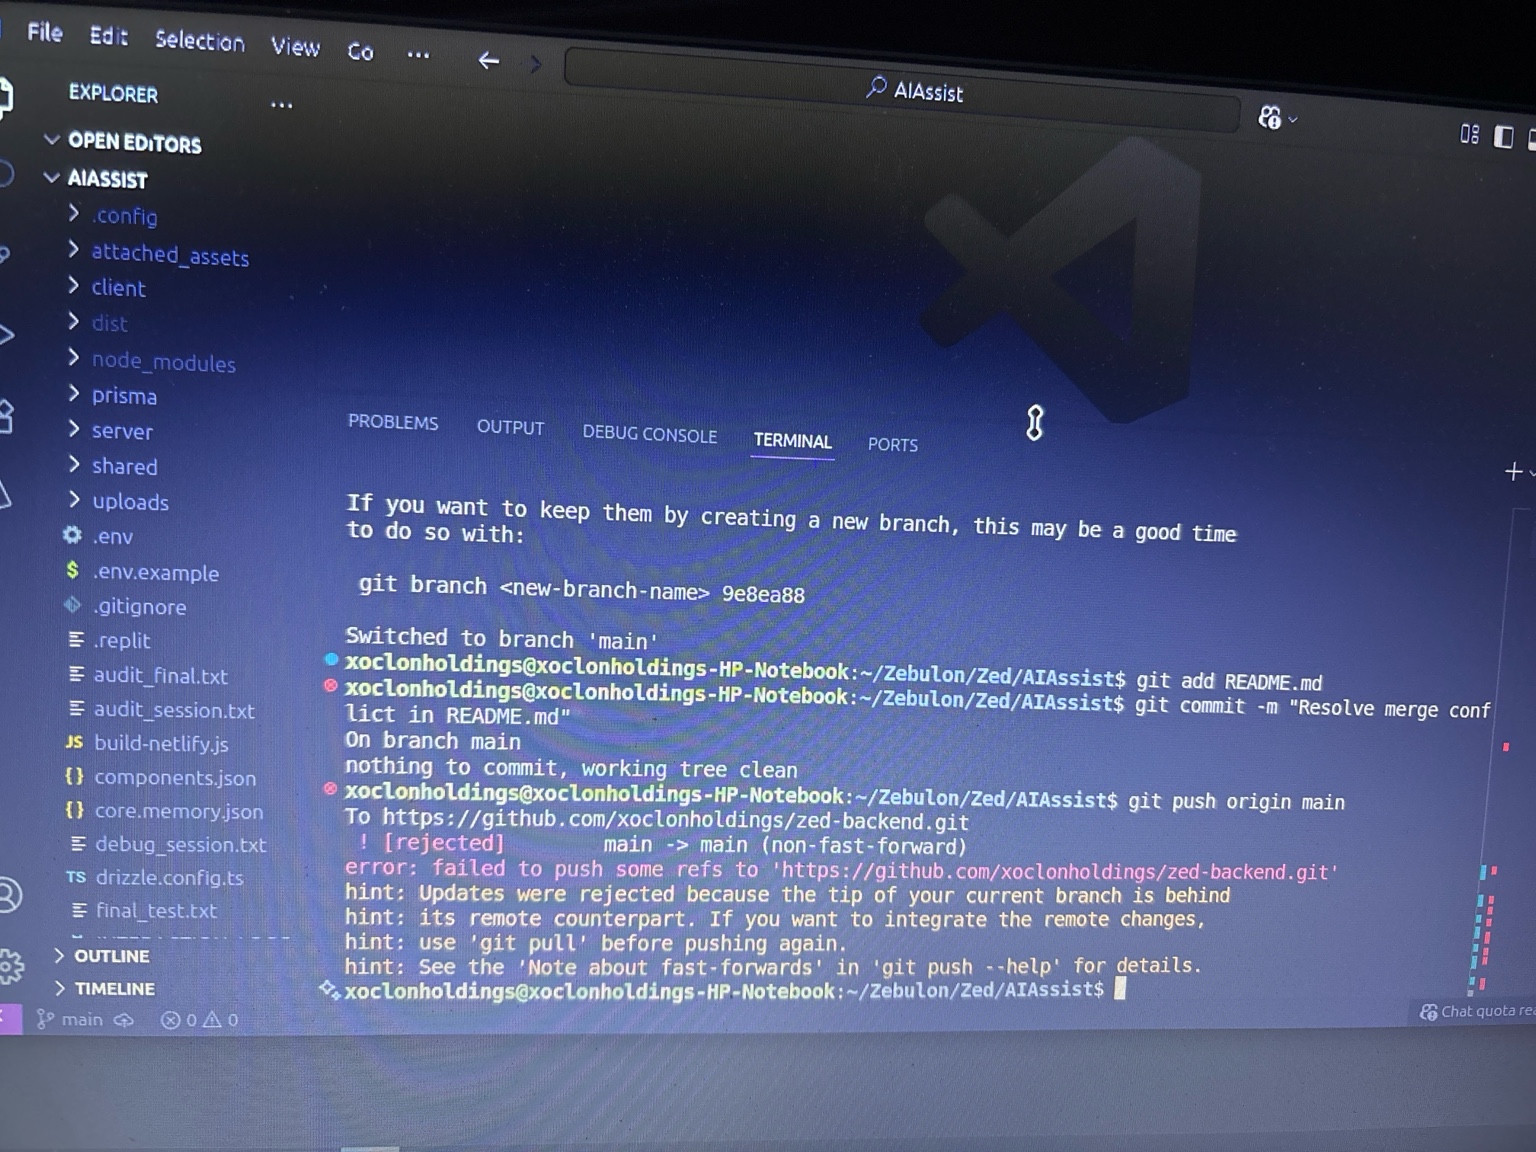 File Edit Selection View Go ...
AIAssist
EXPLORER ...
OPEN EDITORS
AIASSIST
.config
attached_assets
client
dist
node_modules
prisma
server
shared
uploads
.env
.env.example
.gitignore
.replit
audit_final.txt
audit_session.txt
JS build-netlify.js
{} components.json
{} core.memory.json
debug_session.txt
TS drizzle.config.ts
final_test.txt
OUTLINE
TIMELINE
PROBLEMS OUTPUT DEBUG CONSOLE TERMINAL PORTS
If you want to keep them by creating a new branch, this may be a good time
to do so with:
git branch <new-branch-name> 9e8ea88
Switched to branch 'main'
xoclonholdings@xoclonholdings-HP-Notebook:~/Zebulon/Zed/AIAssist$ git add README.md
xoclonholdings@xoclonholdings-HP-Notebook:~/Zebulon/Zed/AIAssist$ git commit -m "Resolve merge conf
lict in README.md"
On branch main
nothing to commit, working tree clean
xoclonholdings@xoclonholdings-HP-Notebook:~/Zebulon/Zed/AIAssist$ git push origin main
To https://github.com/xoclonholdings/zed-backend.git
! [rejected] main -> main (non-fast-forward)
error: failed to push some refs to 'https://github.com/xoclonholdings/zed-backend.git'
hint: Updates were rejected because the tip of your current branch is behind
hint: its remote counterpart. If you want to integrate the remote changes,
hint: use 'git pull' before pushing again.
hint: See the 'Note about fast-forwards' in 'git push --help' for details.
xoclonholdings@xoclonholdings-HP-Notebook:~/Zebulon/Zed/AIAssist$
main 0 0
Chat quota rea